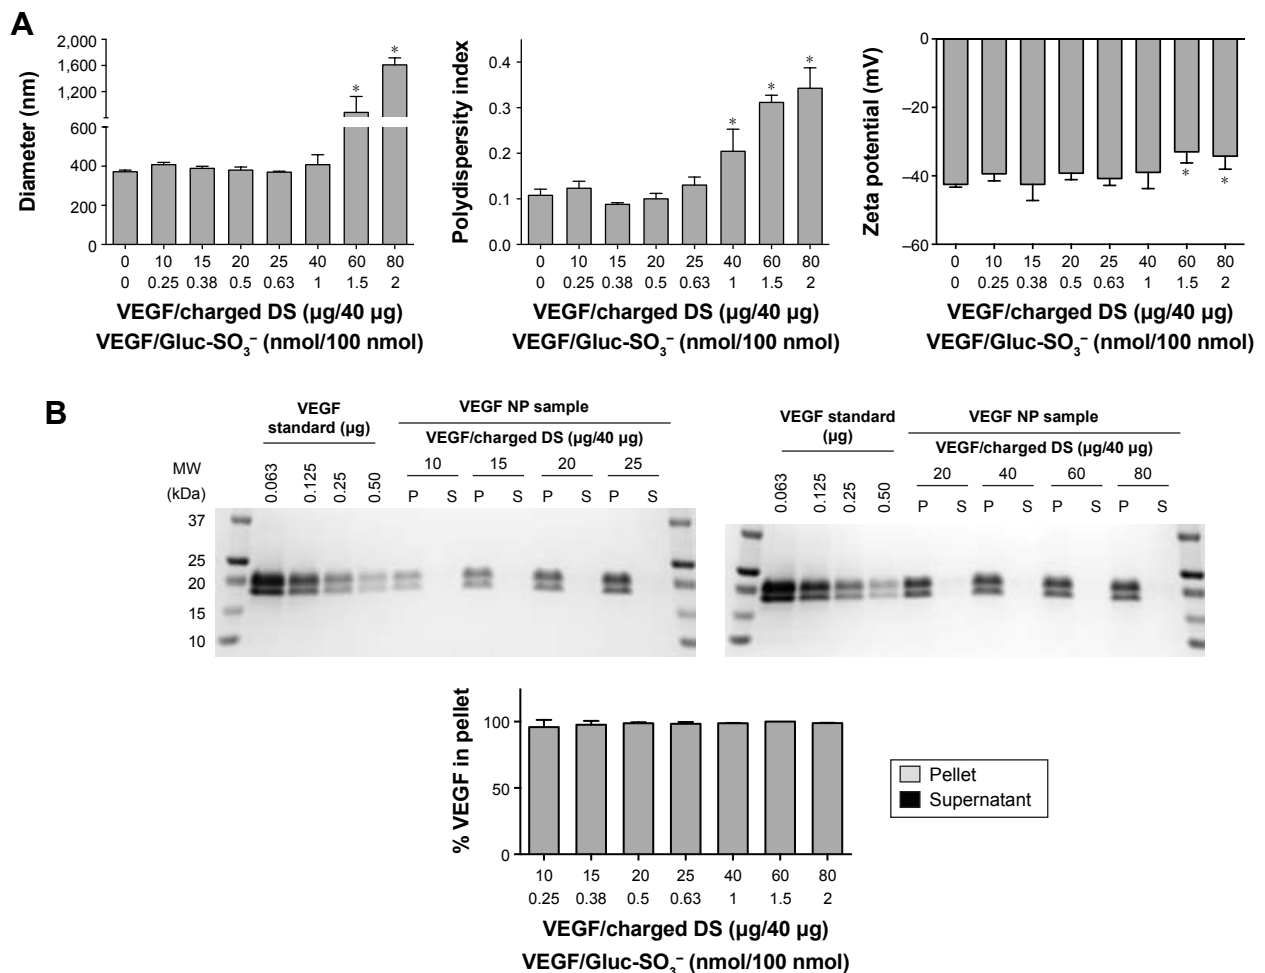 A
Diameter (nm)
2,000
1,600
1,200
600
400
200
0
0 10 15 20 25 40 60 80
0 0.25 0.38 0.5 0.63 1 1.5 2
* *
VEGF/charged DS (µg/40 µg)
VEGF/Gluc-SO₃⁻ (nmol/100 nmol)
Polydispersity index
0.4
0.3
0.2
0.1
0.0
0 10 15 20 25 40 60 80
0 0.25 0.38 0.5 0.63 1 1.5 2
* * *
VEGF/charged DS (µg/40 µg)
VEGF/Gluc-SO₃⁻ (nmol/100 nmol)
Zeta potential (mV)
0
−20
−40
−60
0 10 15 20 25 40 60 80
0 0.25 0.38 0.5 0.63 1 1.5 2
* *
VEGF/charged DS (µg/40 µg)
VEGF/Gluc-SO₃⁻ (nmol/100 nmol)
B
VEGF
standard (µg)
VEGF NP sample
VEGF/charged DS (µg/40 µg)
10 15 20 25
MW
(kDa)
0.063 0.125 0.25 0.50 P S P S P S P S
37
25
20
15
10
VEGF standard
(µg)
VEGF NP sample
VEGF/charged DS (µg/40 µg)
20 40 60 80
0.063 0.125 0.25 0.50 P S P S P S P S
% VEGF in pellet
100
50
0
10 15 20 25 40 60 80
0.25 0.38 0.5 0.63 1 1.5 2
VEGF/charged DS (µg/40 µg)
VEGF/Gluc-SO₃⁻ (nmol/100 nmol)
Pellet
Supernatant